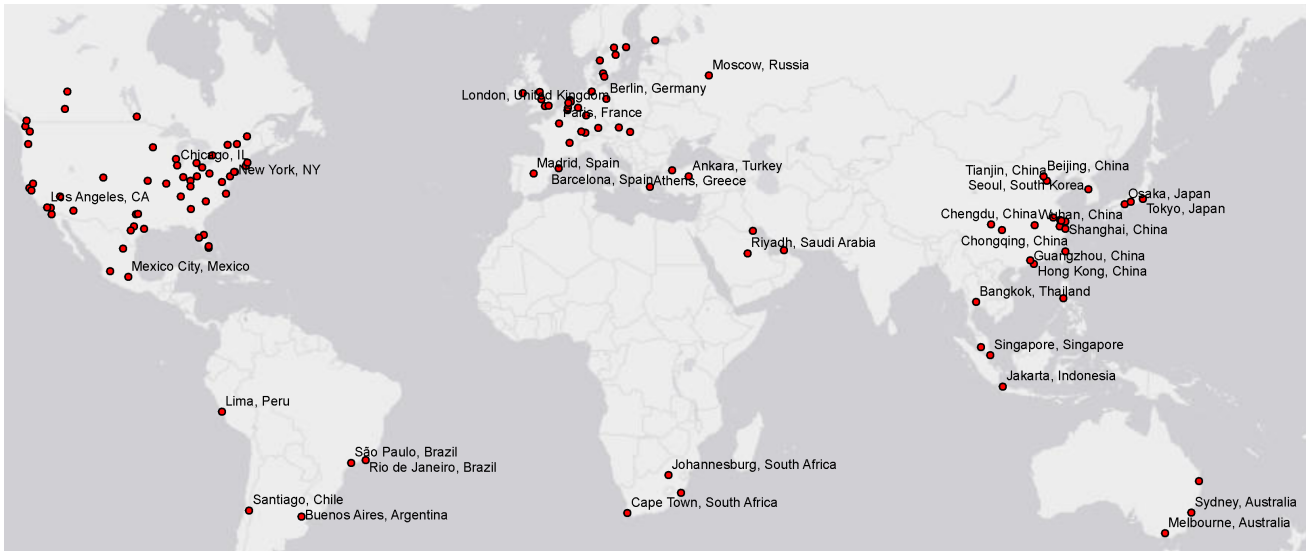 Moscow, Russia
London, United Kingdom
Berlin, Germany
Paris, France
Chicago, IL
New York, NY
Madrid, Spain
Ankara, Turkey
Barcelona, Spain
Athens, Greece
Los Angeles, CA
Tianjin, China
Beijing, China
Seoul, South Korea
Osaka, Japan
Tokyo, Japan
Chengdu, China
Wuhan, China
Shanghai, China
Riyadh, Saudi Arabia
Chongqing, China
Guangzhou, China
Mexico City, Mexico
Hong Kong, China
Bangkok, Thailand
Singapore, Singapore
Jakarta, Indonesia
Lima, Peru
São Paulo, Brazil
Rio de Janeiro, Brazil
Johannesburg, South Africa
Santiago, Chile
Cape Town, South Africa
Sydney, Australia
Buenos Aires, Argentina
Melbourne, Australia